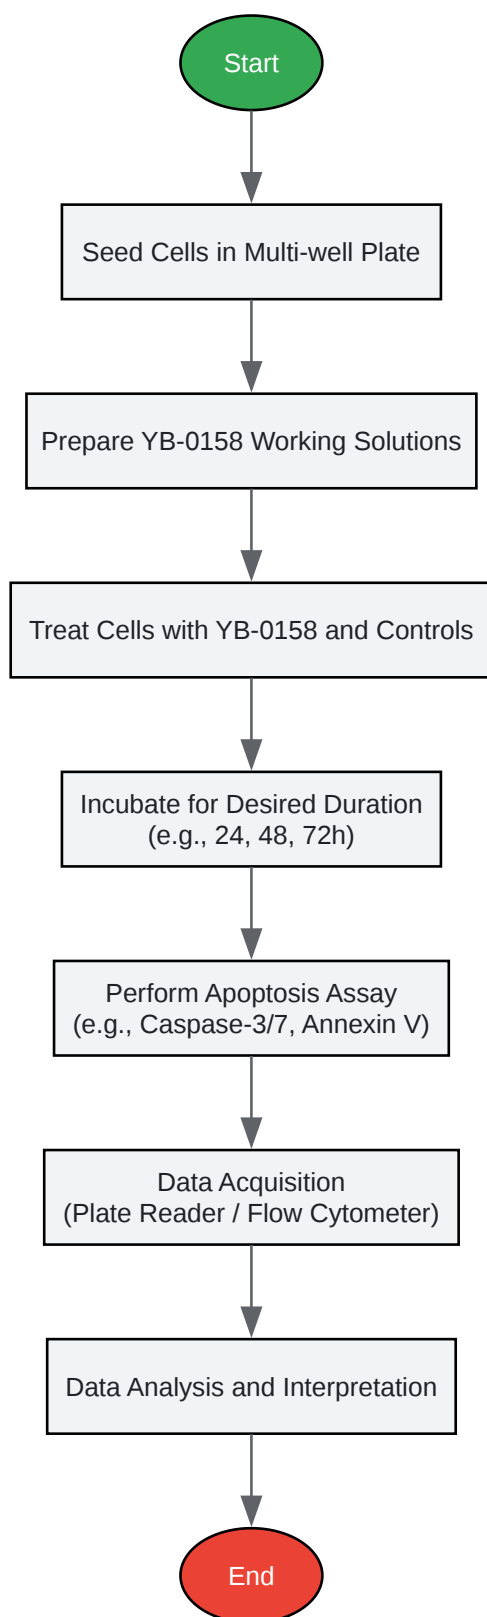 Start
Seed Cells in Multi-well Plate
Prepare YB-0158 Working Solutions
Treat Cells with YB-0158 and Controls
Incubate for Desired Duration
(e.g., 24, 48, 72h)
Perform Apoptosis Assay
(e.g., Caspase-3/7, Annexin V)
Data Acquisition
(Plate Reader / Flow Cytometer)
Data Analysis and Interpretation
End